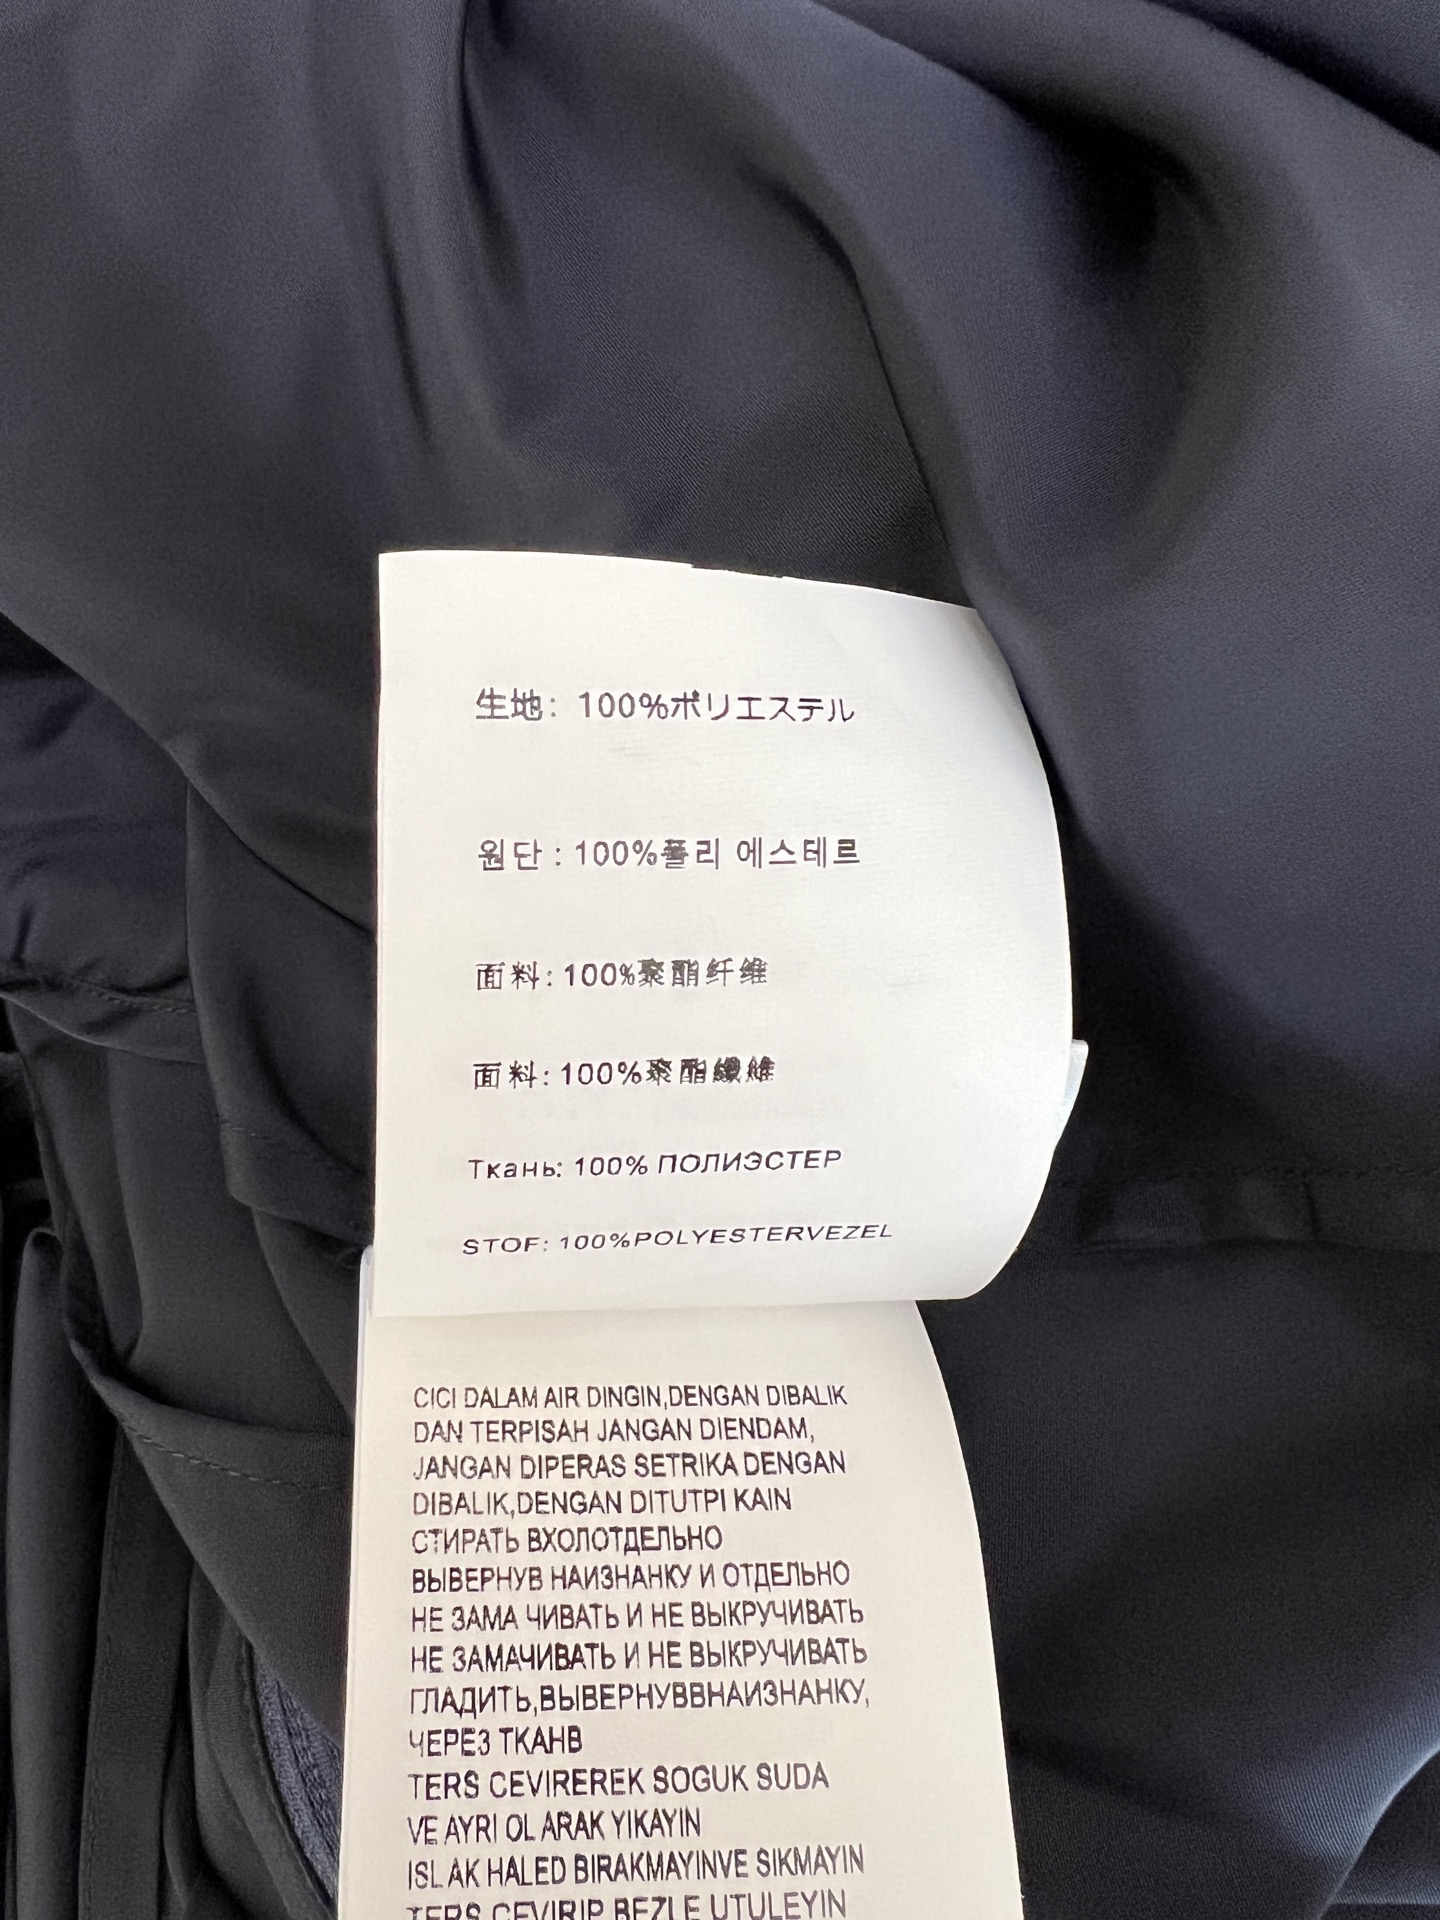 生地: 100%ポリエステル
원단 : 100%폴리 에스테르
面料: 100%聚酯纤维
面料: 100%聚酯纖維
Ткань: 100% ПОЛИЭСТЕР
STOF: 100%POLYESTERVEZEL
CICI DALAM AIR DINGIN,DENGAN DIBALIK
DAN TERPISAH JANGAN DIENDAM,
JANGAN DIPERAS SETRIKA DENGAN
DIBALIK,DENGAN DITUTPI KAIN
СТИРАТЬ ВХОЛОТДЕЛЬНО
ВЫВЕРНУВ НАИЗНАНКУ И ОТДЕЛЬНО
НЕ ЗАМА ЧИВАТЬ И НЕ ВЫКРУЧИВАТЬ
НЕ ЗАМАЧИВАТЬ И НЕ ВЫКРУЧИВАТЬ
ГЛАДИТЬ,ВЫВЕРНУВВНАИЗНАНКУ,
ЧЕРЕЗ ТКАНВ
TERS CEVIREREK SOGUK SUDA
VE AYRI OL ARAK YIKAYIN
ISL AK HALED BIRAKMAYINVE SIKMAYIN
TERS CEVIRIP BEZLE UTULEYIN